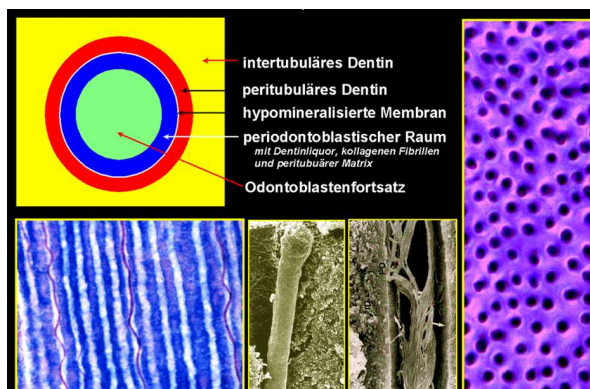 intertubuläres Dentin
peritubuläres Dentin
hypomineralisierte Membran
periodontoblastischer Raum
mit Dentinliquor, kollagenen Fibrillen
und peritubuärer Matrix
Odontoblastenfortsatz